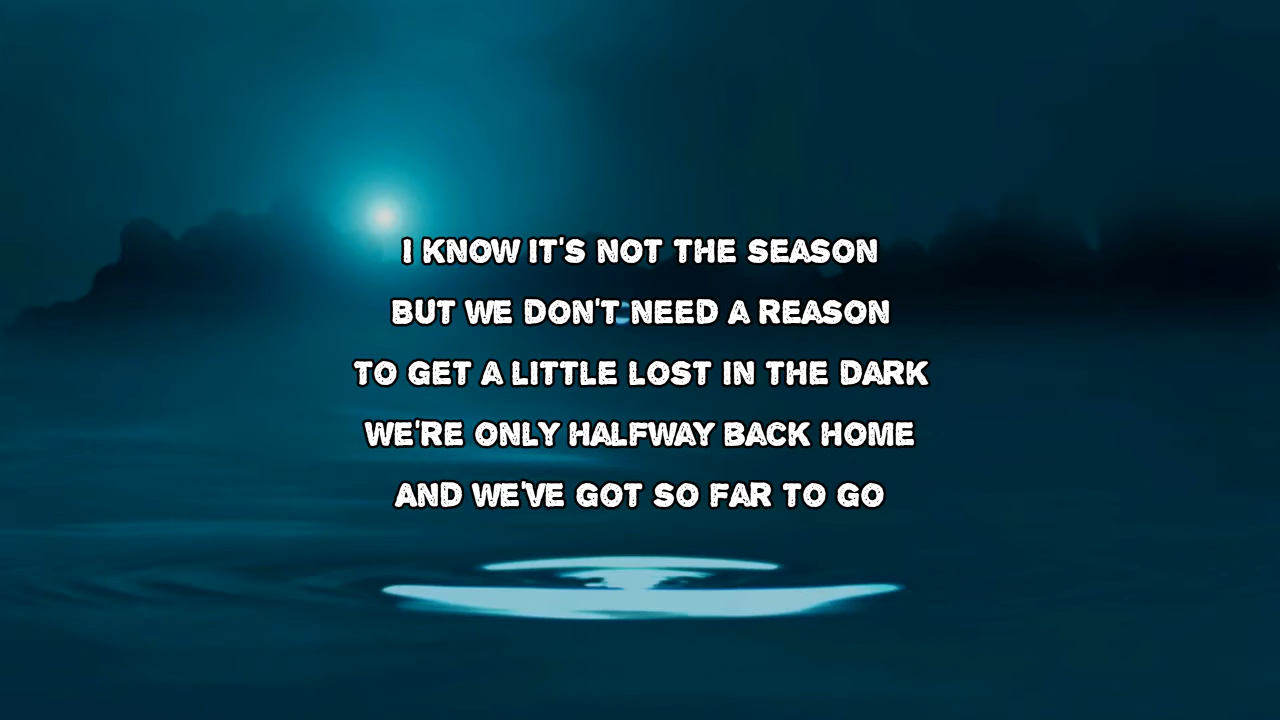 I KNOW IT'S NOT THE SEASON
BUT WE DON'T NEED A REASON
TO GET A LITTLE LOST IN THE DARK
WE'RE ONLY HALFWAY BACK HOME
AND WE'VE GOT SO FAR TO GO